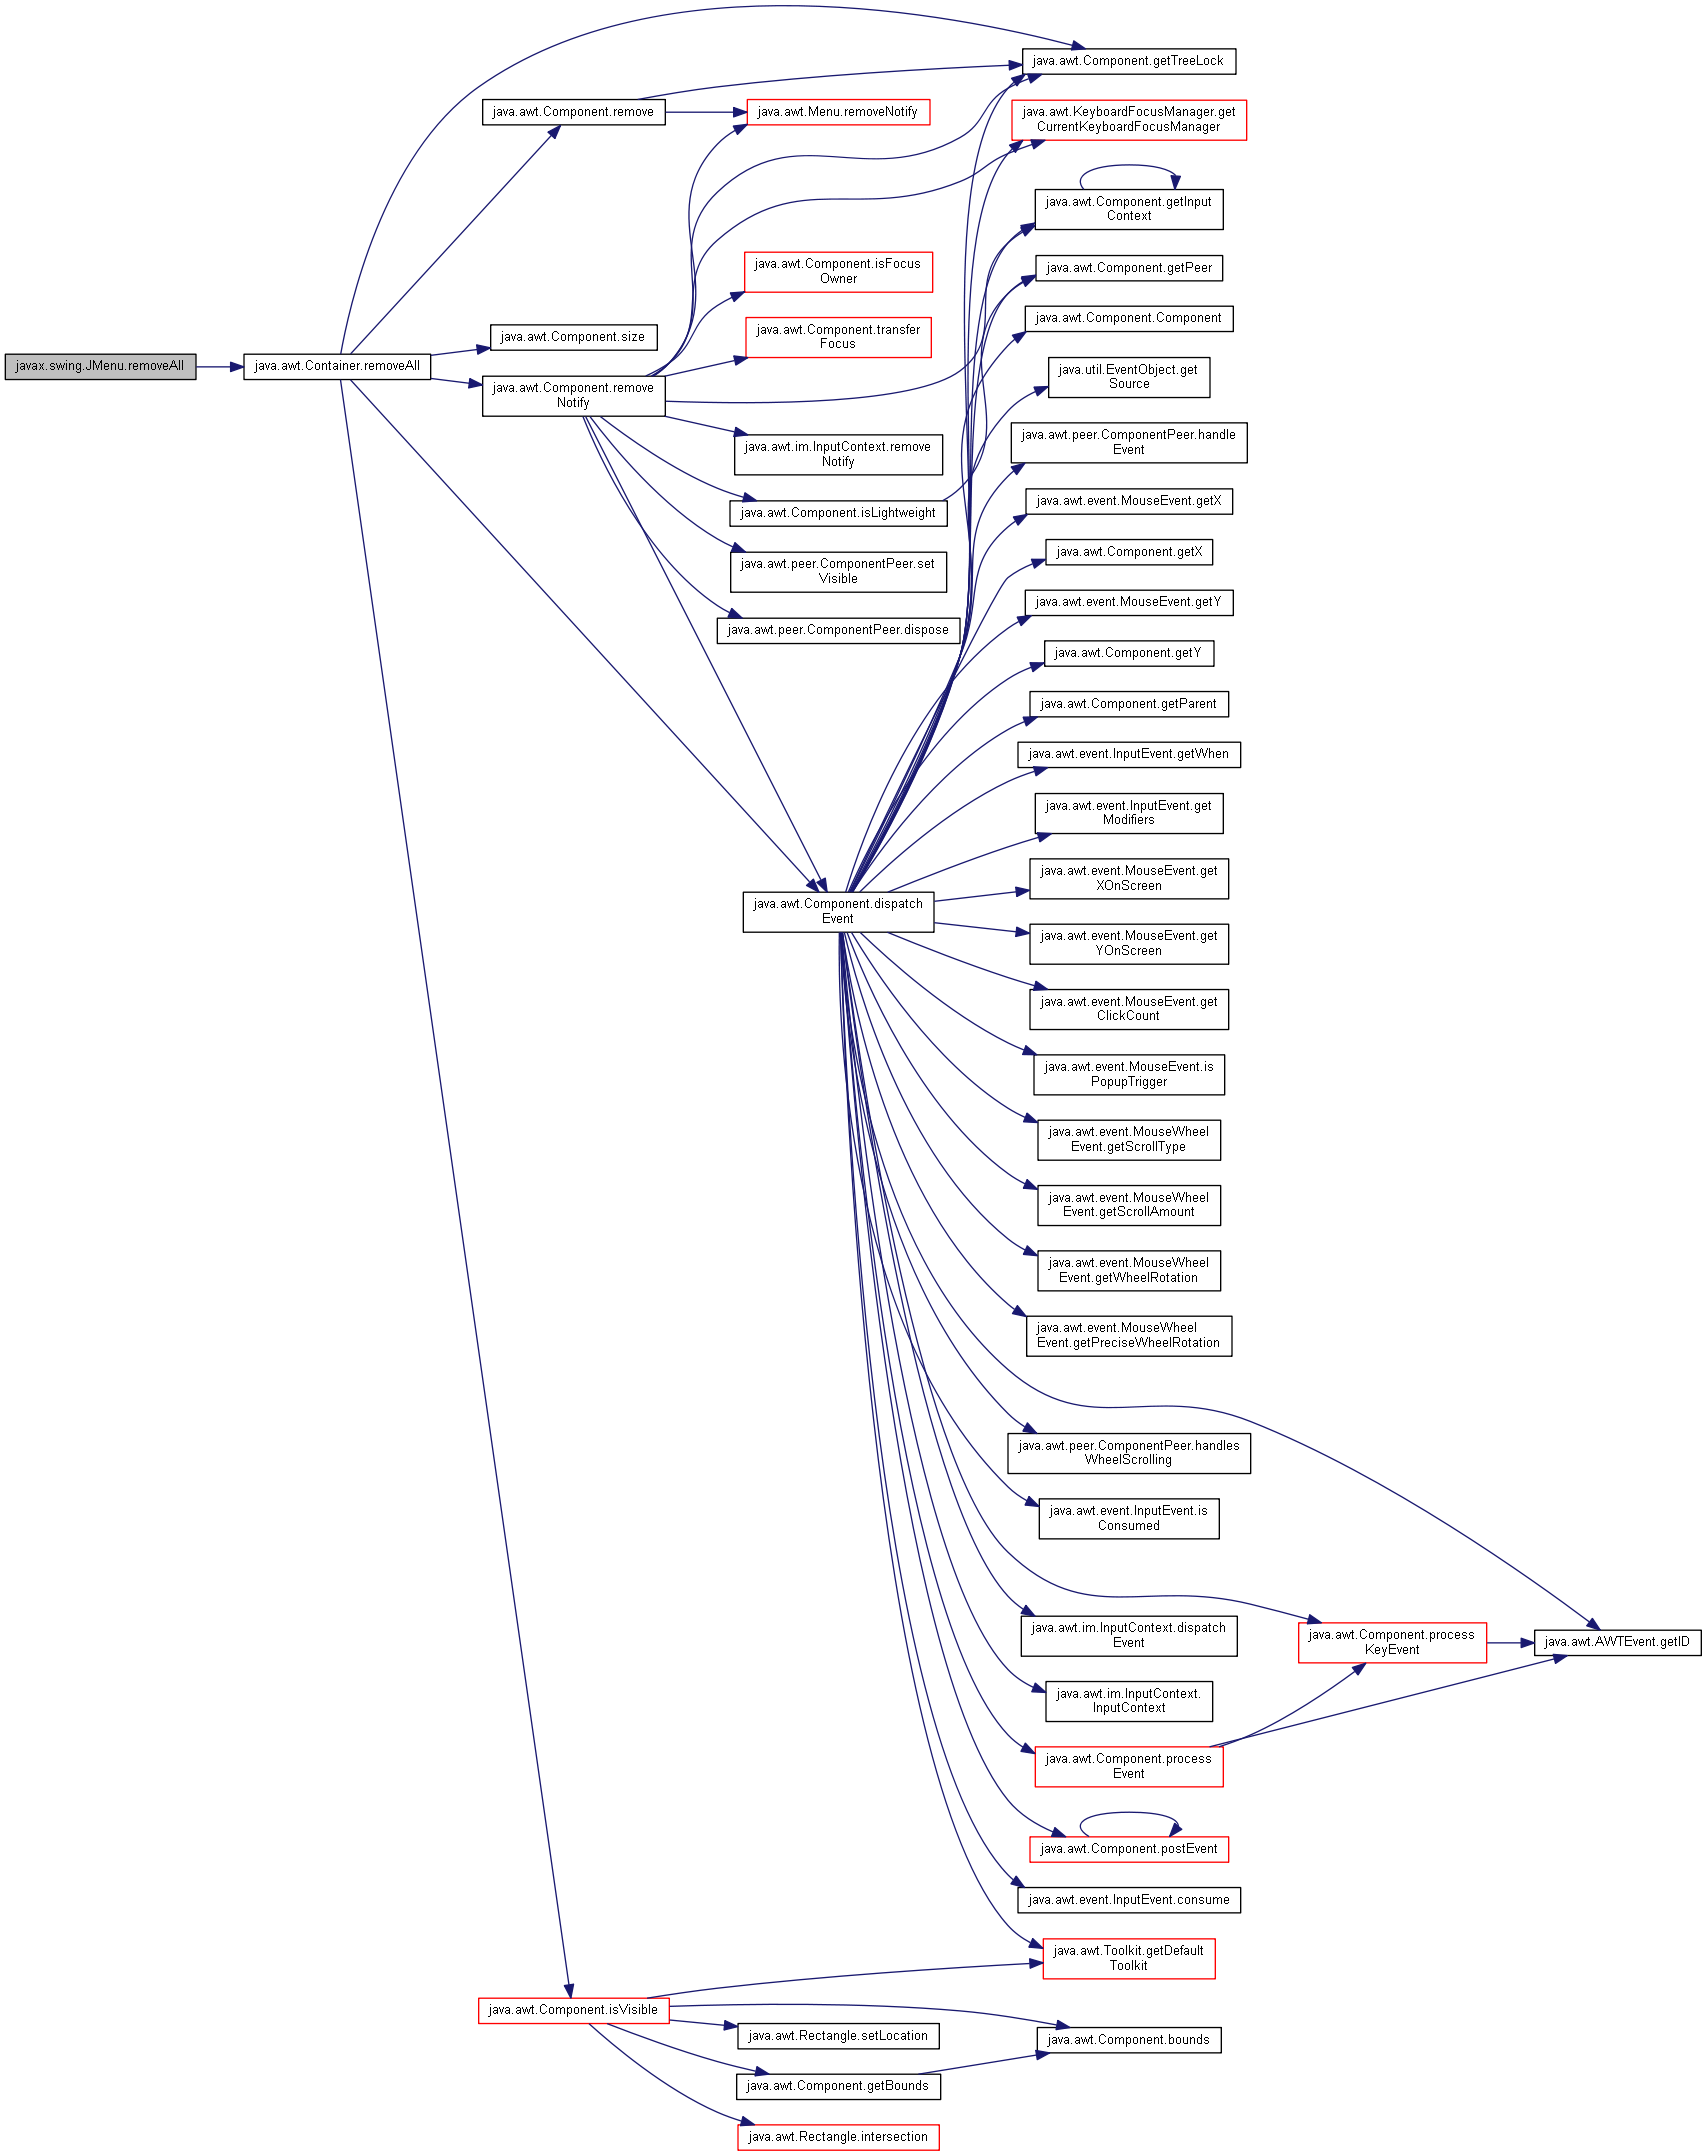 javax.swing.JMenu.removeAll
java.awt.Container.removeAll
java.awt.Component.remove
java.awt.Component.size
java.awt.Component.remove
Notify
java.awt.Component.isVisible
java.awt.Menu.removeNotify
java.awt.Component.isFocus
Owner
java.awt.Component.transfer
Focus
java.awt.im.InputContext.remove
Notify
java.awt.Component.isLightweight
java.awt.peer.ComponentPeer.set
Visible
java.awt.peer.ComponentPeer.dispose
java.awt.Component.dispatch
Event
java.awt.Rectangle.setLocation
java.awt.Component.getBounds
java.awt.Rectangle.intersection
java.awt.Component.getTreeLock
java.awt.KeyboardFocusManager.get
CurrentKeyboardFocusManager
java.awt.Component.getInput
Context
java.awt.Component.getPeer
java.awt.Component.Component
java.util.EventObject.get
Source
java.awt.peer.ComponentPeer.handle
Event
java.awt.event.MouseEvent.getX
java.awt.Component.getX
java.awt.event.MouseEvent.getY
java.awt.Component.getY
java.awt.Component.getParent
java.awt.event.InputEvent.getWhen
java.awt.event.InputEvent.get
Modifiers
java.awt.event.MouseEvent.get
XOnScreen
java.awt.event.MouseEvent.get
YOnScreen
java.awt.event.MouseEvent.get
ClickCount
java.awt.event.MouseEvent.is
PopupTrigger
java.awt.event.MouseWheel
Event.getScrollType
java.awt.event.MouseWheel
Event.getScrollAmount
java.awt.event.MouseWheel
Event.getWheelRotation
java.awt.event.MouseWheel
Event.getPreciseWheelRotation
java.awt.peer.ComponentPeer.handles
WheelScrolling
java.awt.event.InputEvent.is
Consumed
java.awt.im.InputContext.dispatch
Event
java.awt.im.InputContext.
InputContext
java.awt.Component.process
Event
java.awt.Component.postEvent
java.awt.event.InputEvent.consume
java.awt.Toolkit.getDefault
Toolkit
java.awt.Component.bounds
java.awt.Component.process
KeyEvent
java.awt.AWTEvent.getID